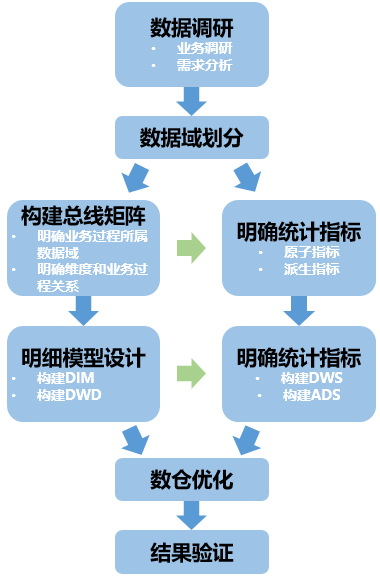 数据调研
• 业务调研
• 需求分析
数据域划分
构建总线矩阵
• 明确业务过程所属
数据域
• 明确维度和业务过
程关系
明确统计指标
• 原子指标
• 派生指标
明细模型设计
• 构建DIM
• 构建DWD
明确统计指标
• 构建DWS
• 构建ADS
数仓优化
结果验证